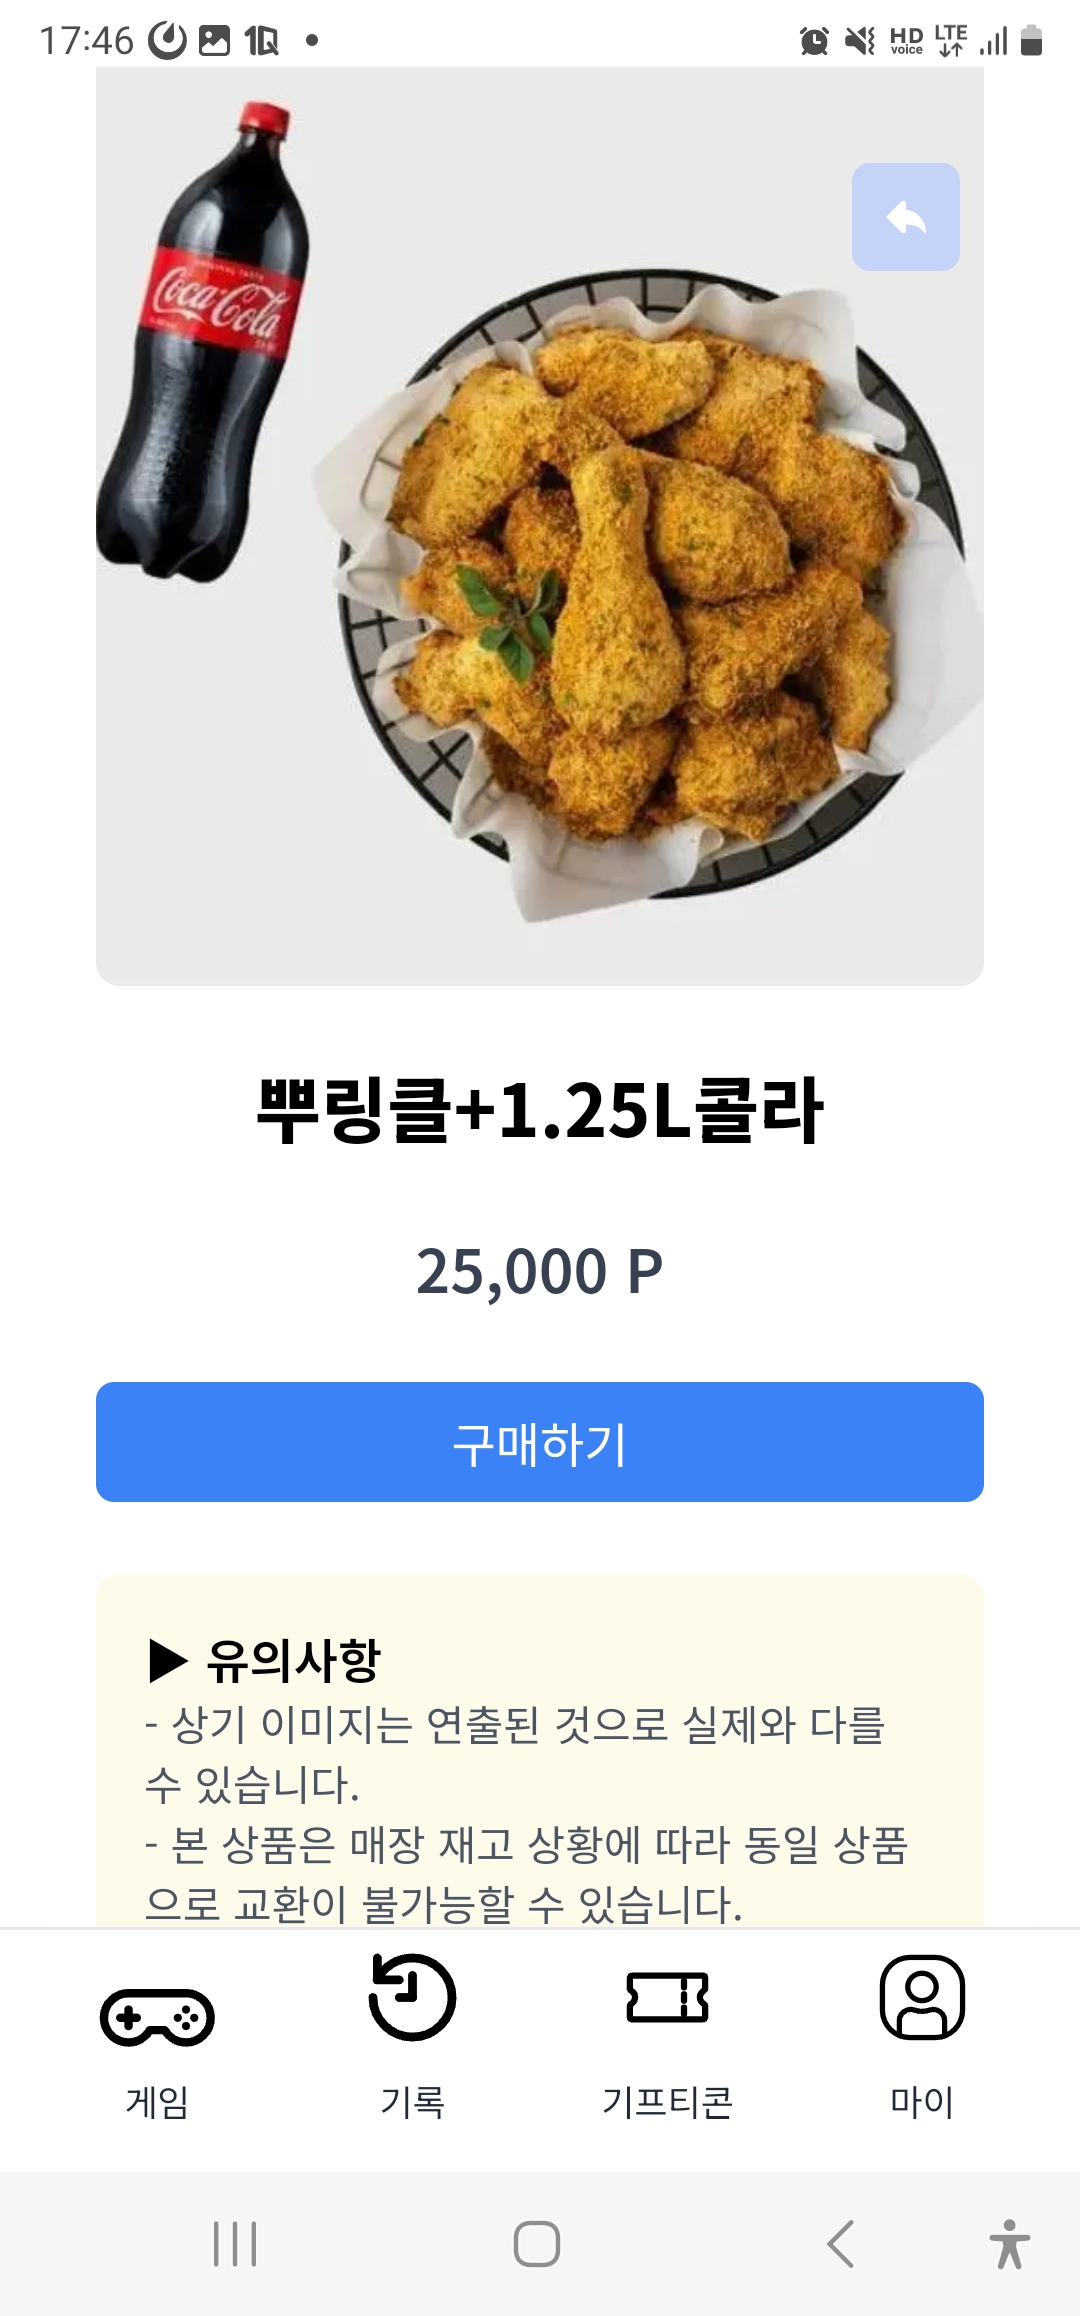 17:46
1Q
HD voice
LTE
ORIGINAL TASTE
Coca-Cola
뿌링클+1.25L콜라
25,000 P
구매하기
▶ 유의사항
- 상기 이미지는 연출된 것으로 실제와 다를
수 있습니다.
- 본 상품은 매장 재고 상황에 따라 동일 상품
으로 교환이 불가능할 수 있습니다.
게임
기록
기프티콘
마이